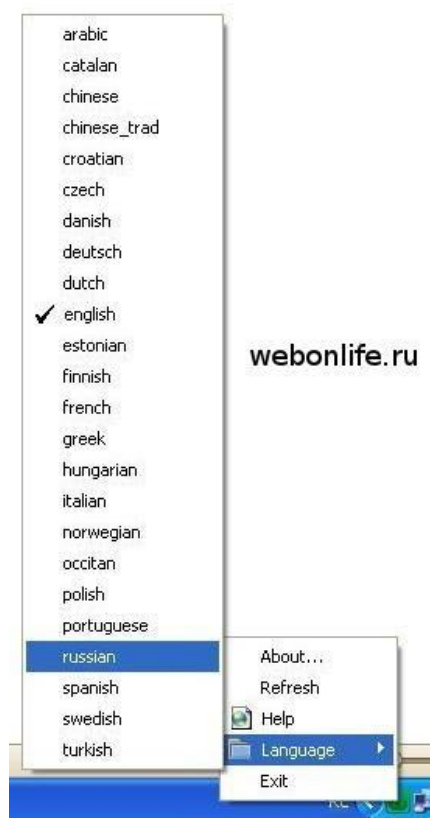 arabic
catalan
chinese
chinese_trad
croatian
czech
danish
deutsch
dutch
english
estonian
finnish
french
greek
hungarian
italian
norwegian
occitan
polish
portuguese
russian
spanish
swedish
turkish
webonlife.ru
About...
Refresh
Help
Language
Exit